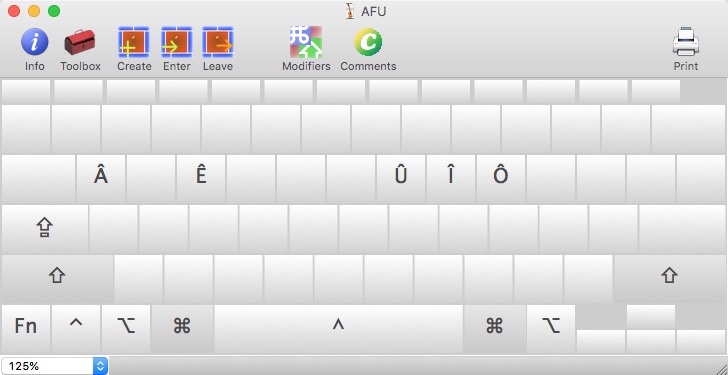 AFU
Info Toolbox Create Enter Leave Modifiers Comments Print
Â Ê Û Î Ô
⇪
⇧ ⇧
Fn ^ ⌥ ⌘ ^ ⌘ ⌥
125%